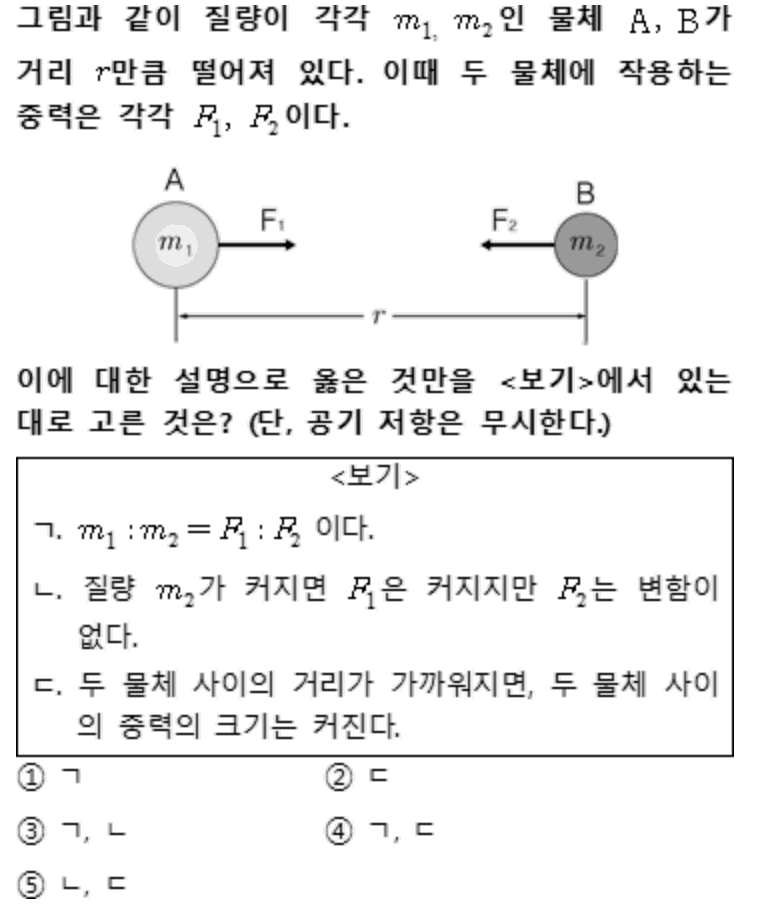 그림과 같이 질량이 각각 m₁, m₂인 물체 A, B가
거리 r만큼 떨어져 있다. 이때 두 물체에 작용하는
중력은 각각 F₁, F₂이다.
A
B
F₁
F₂
m₁
m₂
r
이에 대한 설명으로 옳은 것만을 <보기>에서 있는
대로 고른 것은? (단, 공기 저항은 무시한다.)
<보기>
ㄱ. m₁ : m₂ = F₁ : F₂ 이다.
ㄴ. 질량 m₂가 커지면 F₁은 커지지만 F₂는 변함이
없다.
ㄷ. 두 물체 사이의 거리가 가까워지면, 두 물체 사이
의 중력의 크기는 커진다.
① ㄱ ② ㄷ
③ ㄱ, ㄴ ④ ㄱ, ㄷ
⑤ ㄴ, ㄷ